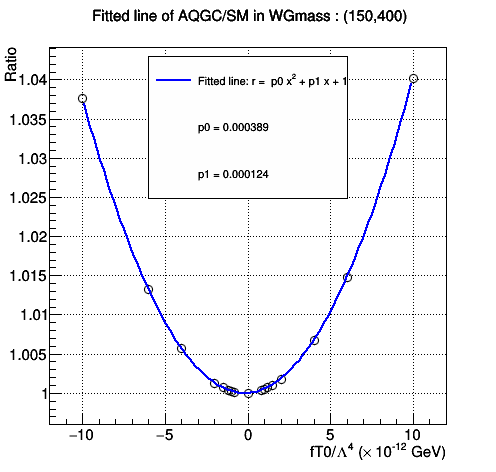 Fitted line of AQGC/SM in WGmass : (150,400)
Ratio
Fitted line: r = p0 x² + p1 x + 1
p0 = 0.000389
p1 = 0.000124
1.04
1.035
1.03
1.025
1.02
1.015
1.01
1.005
1
−10 −5 0 5 10
fT0/Λ⁴ (× 10⁻¹² GeV)